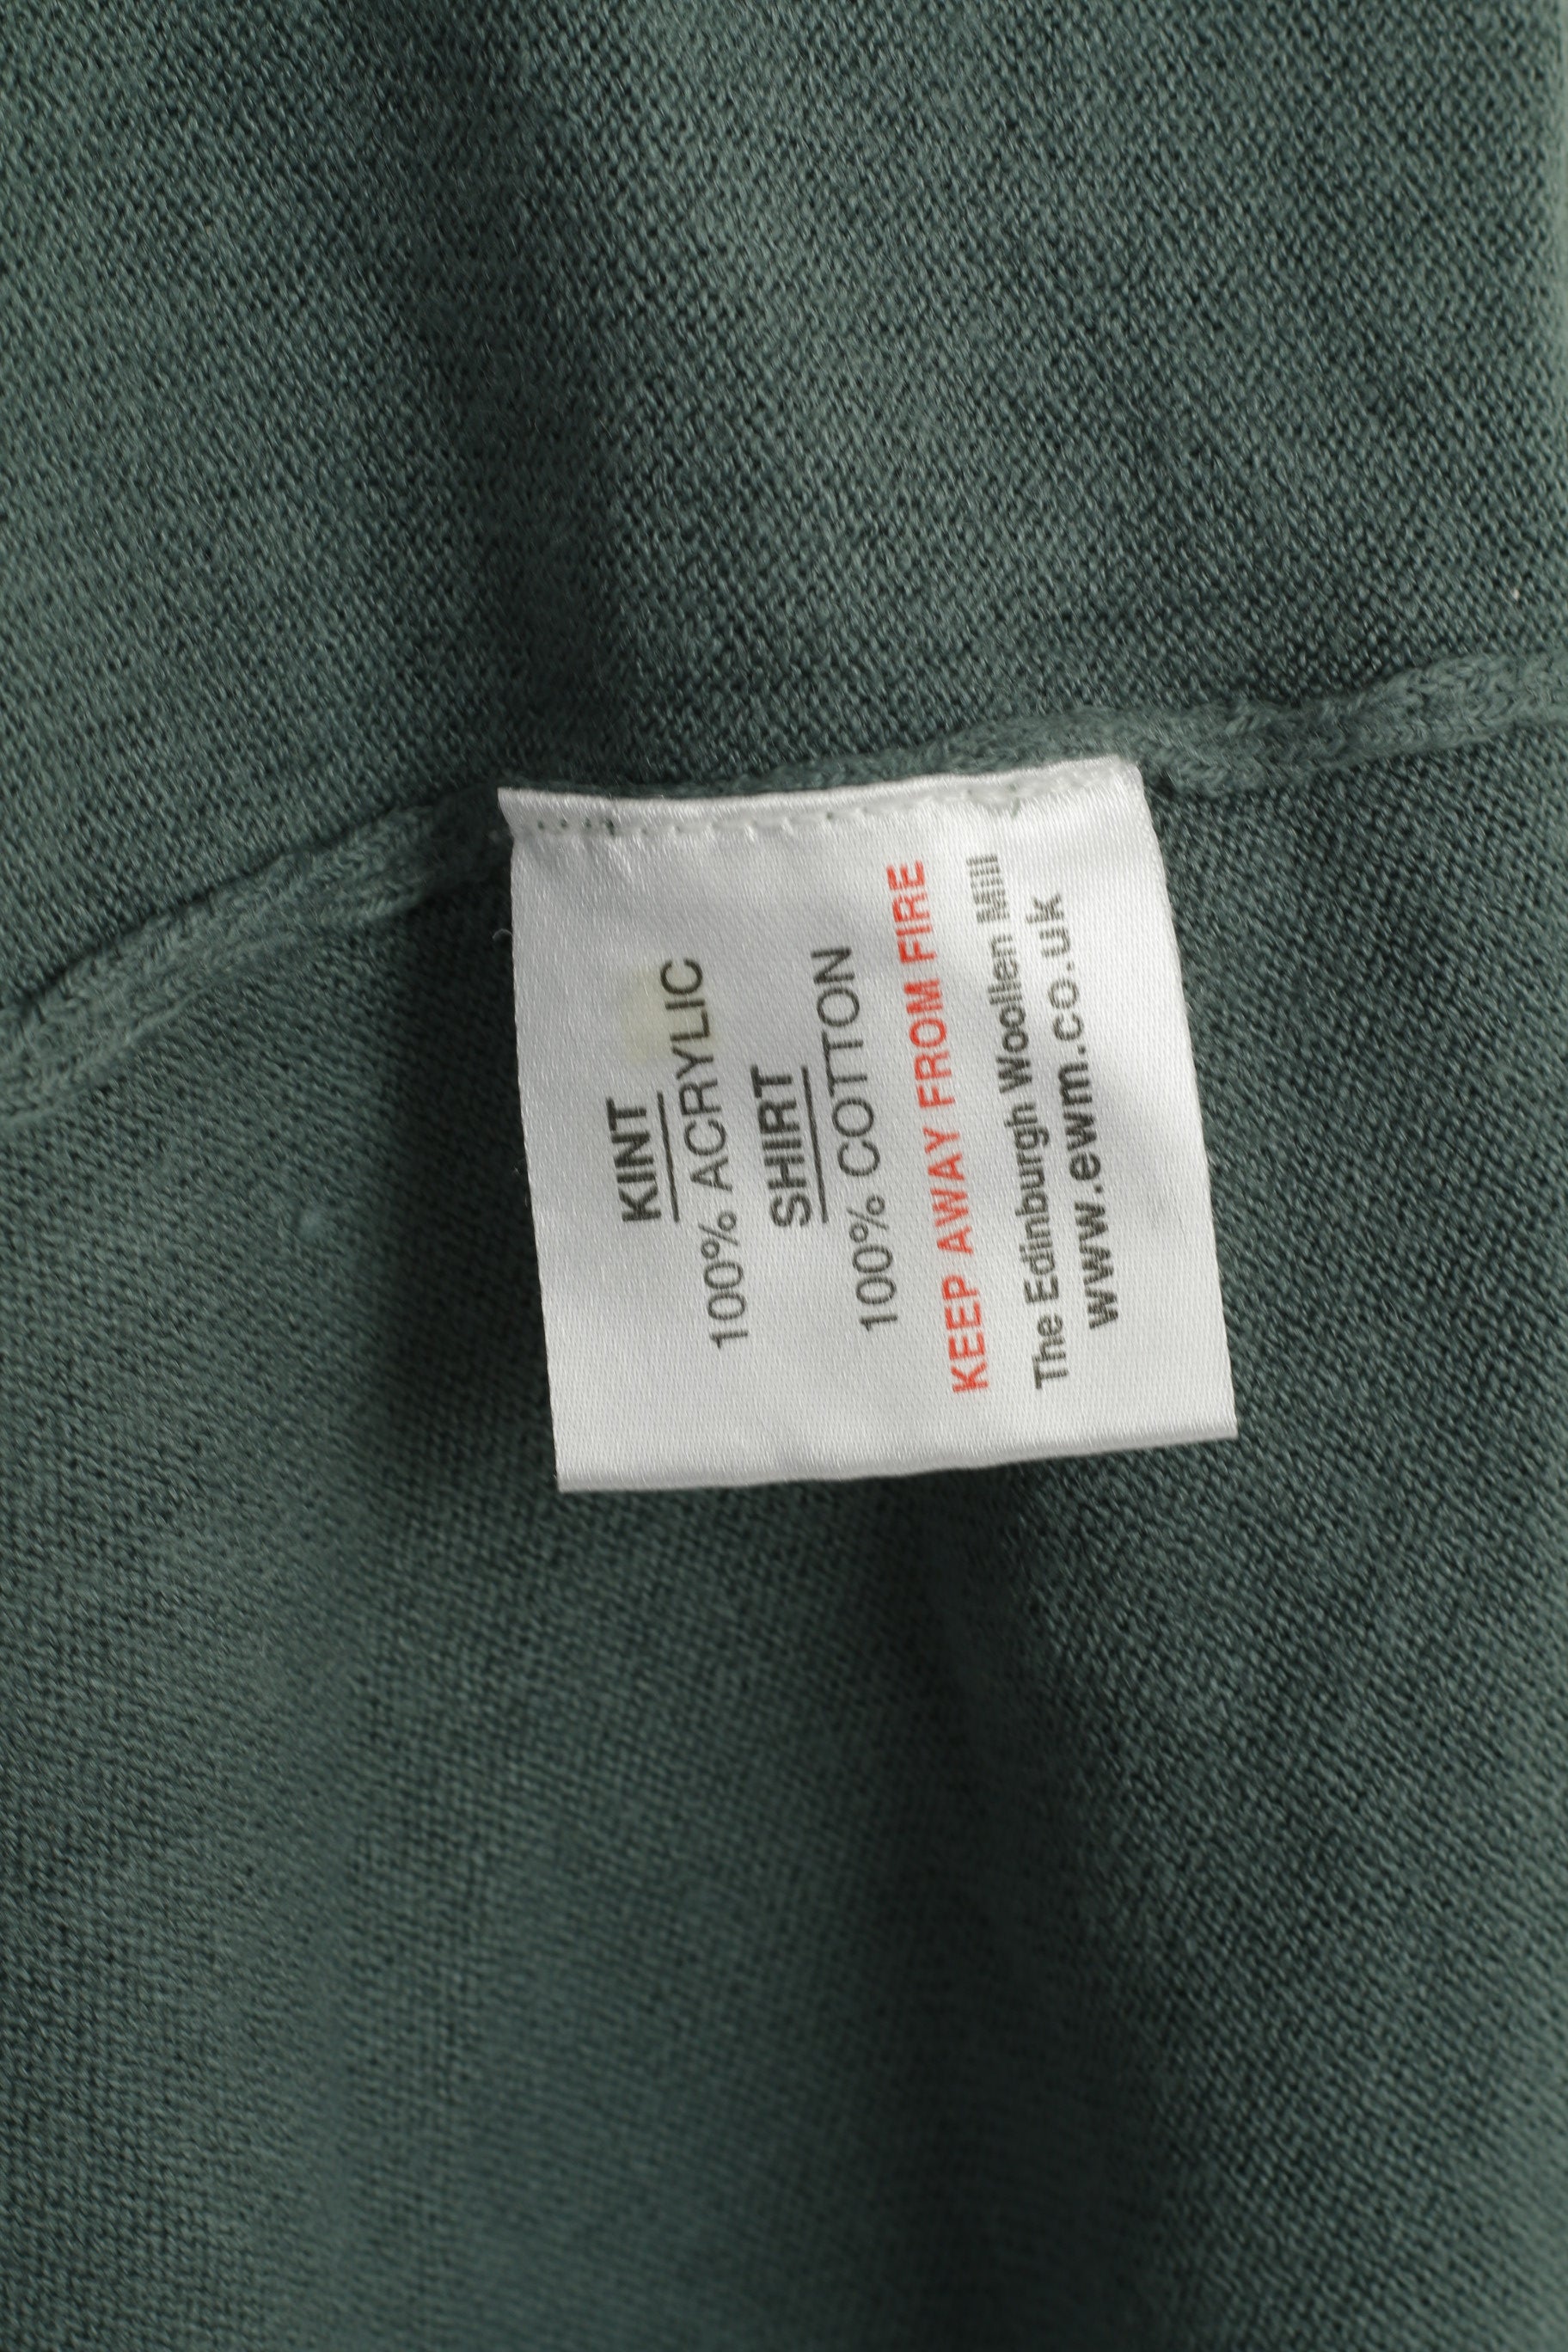 KINT
100% ACRYLIC
SHIRT
100% COTTON
KEEP AWAY FROM FIRE
The Edinburgh Woollen Mill
www.ewm.co.uk